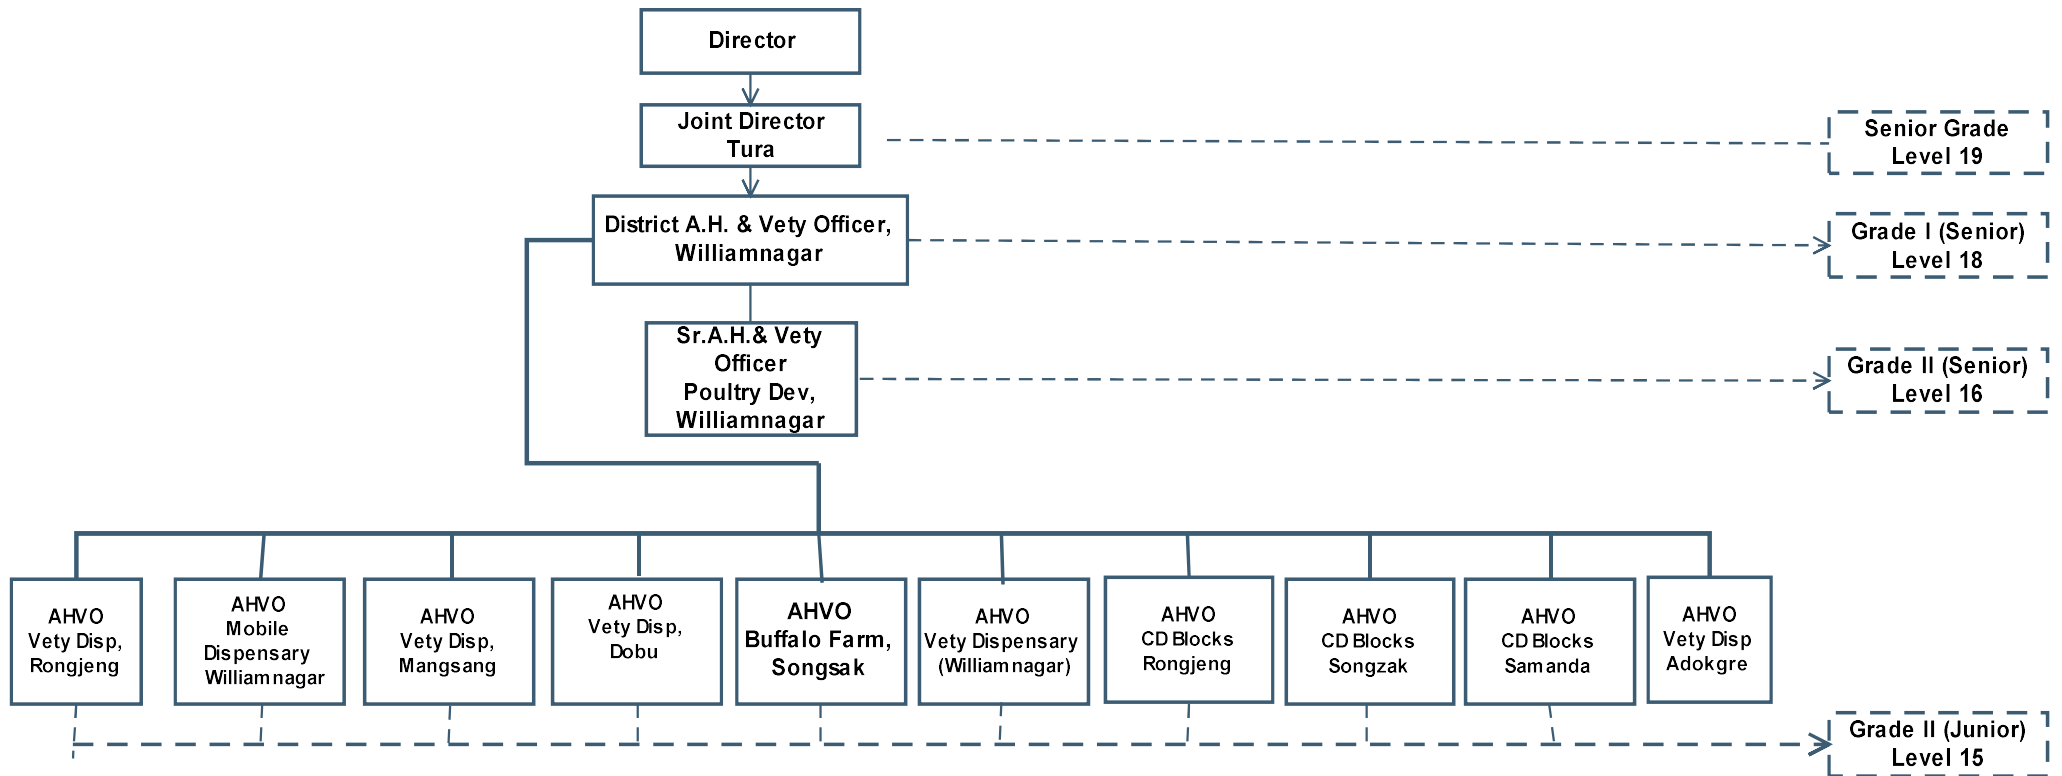 Director
Joint Director
Tura
Senior Grade
Level 19
District A.H. & Vety Officer,
Williamnagar
Grade I (Senior)
Level 18
Sr.A.H.& Vety
Officer
Poultry Dev,
Williamnagar
Grade II (Senior)
Level 16
AHVO
Vety Disp,
Rongjeng
AHVO
Mobile
Dispensary
Williamnagar
AHVO
Vety Disp,
Mangsang
AHVO
Vety Disp,
Dobu
AHVO
Buffalo Farm,
Songsak
AHVO
Vety Dispensary
(Williamnagar)
AHVO
CD Blocks
Rongjeng
AHVO
CD Blocks
Songzak
AHVO
CD Blocks
Samanda
AHVO
Vety Disp
Adokgre
Grade II (Junior)
Level 15